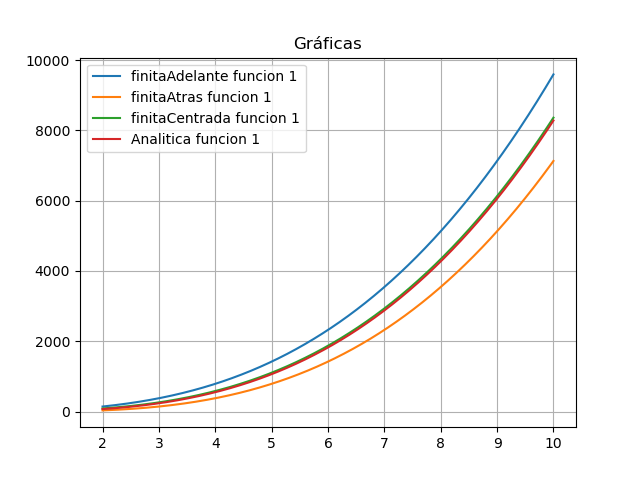 Gráficas
finitaAdelante funcion 1
finitaAtras funcion 1
finitaCentrada funcion 1
Analitica funcion 1
10000
8000
6000
4000
2000
0
2 3 4 5 6 7 8 9 10